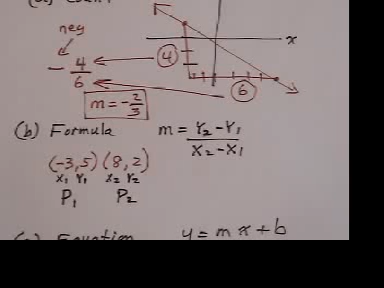 neg
x
- 4/6
4
6
m = -2/3
(b) Formula m = Y₂-Y₁ / X₂-X₁
(-3,5) (8,2)
X₁ Y₁ X₂ Y₂
P₁ P₂
Equation y = mx+b